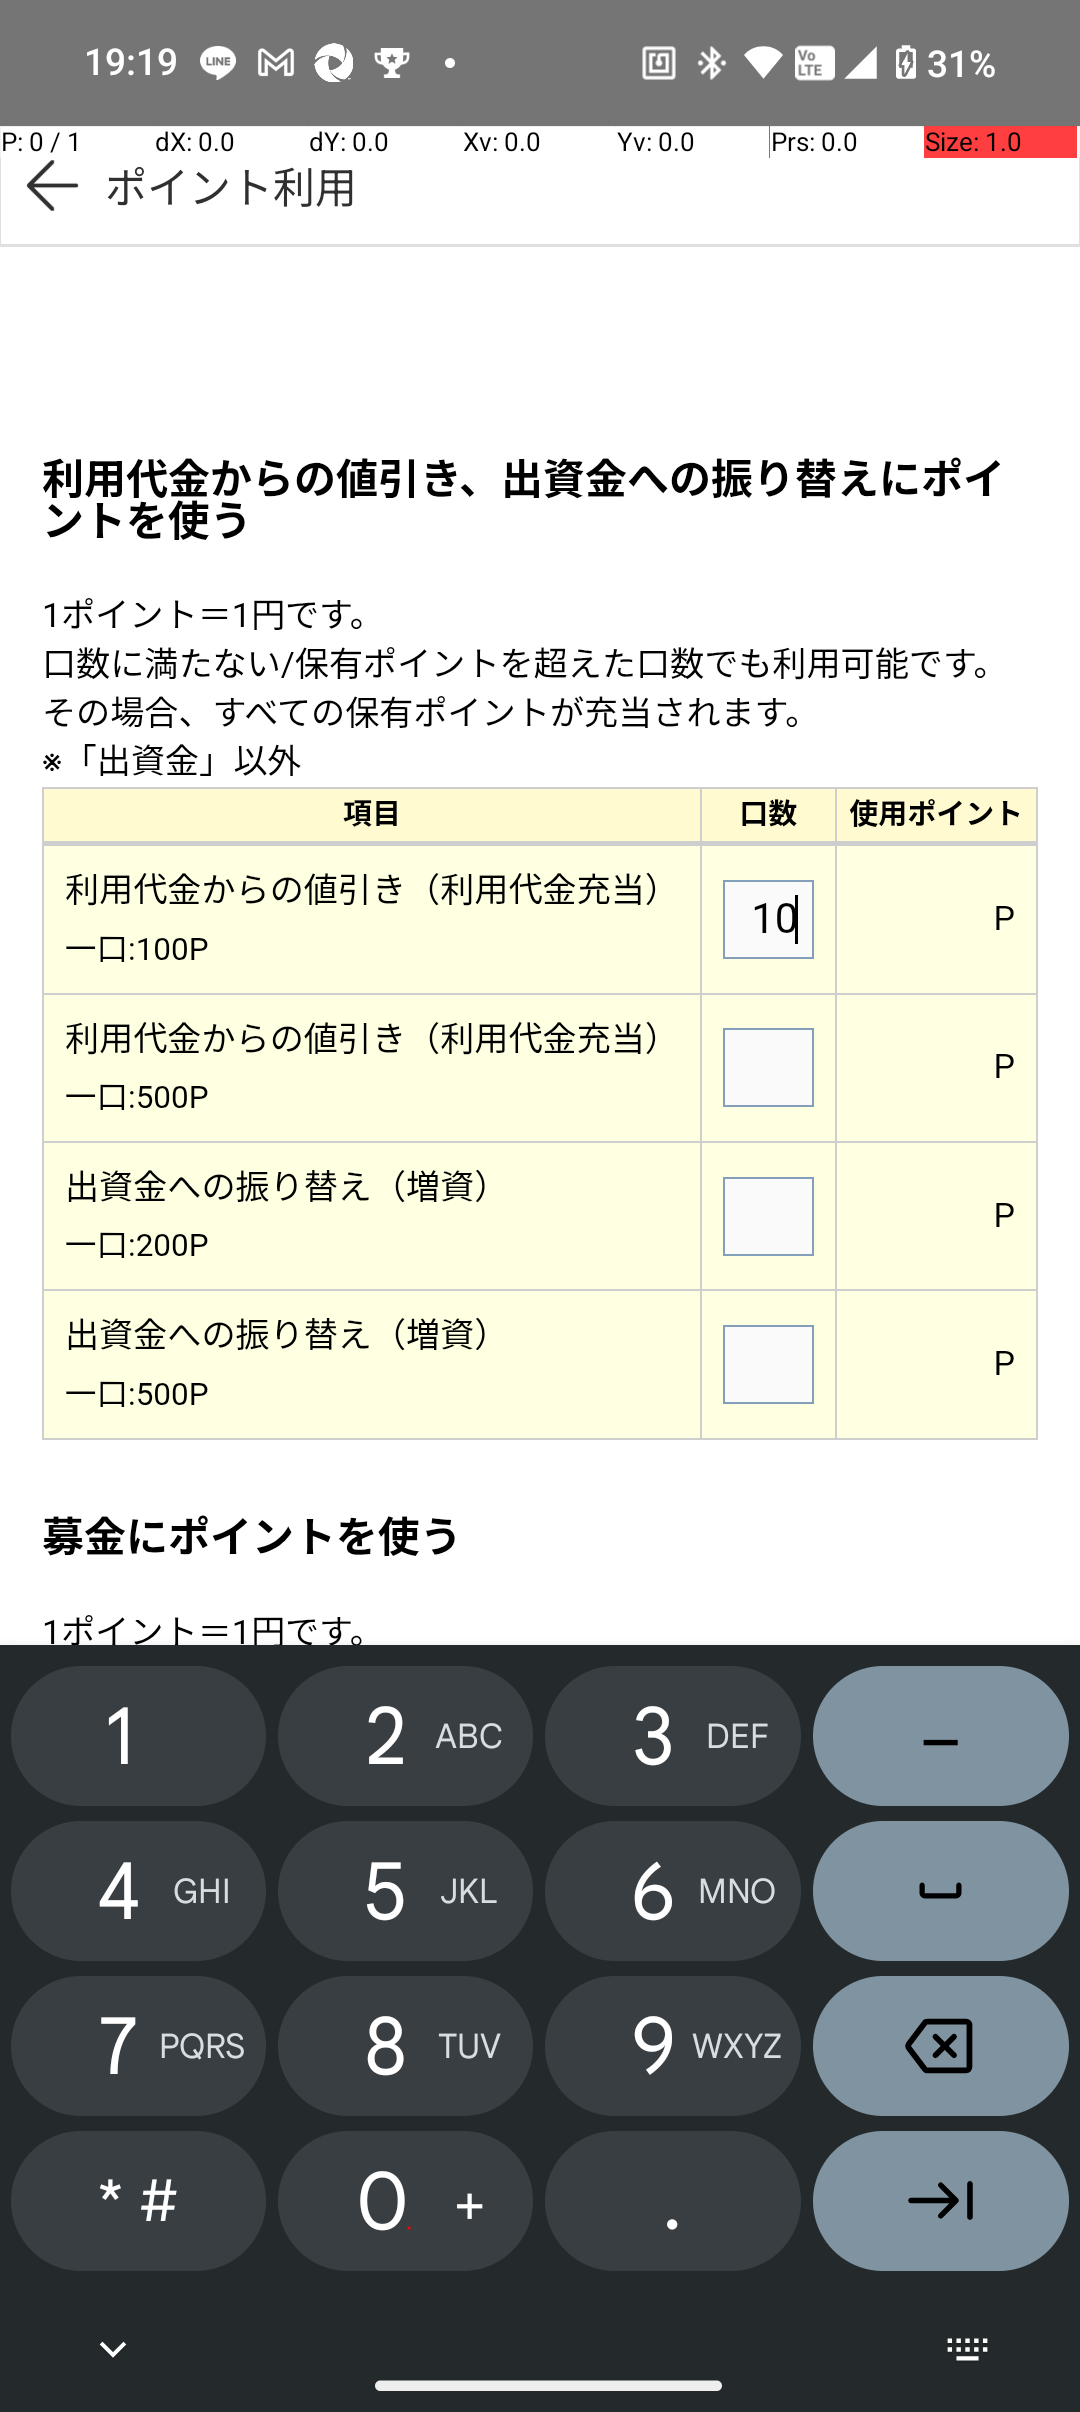 19:19 LINE VoLTE 31%
P: 0 / 1 dX: 0.0 dY: 0.0 Xv: 0.0 Yv: 0.0 Prs: 0.0 Size: 1.0
ポイント利用
利用代金からの値引き、出資金への振り替えにポイ
ントを使う
1ポイント＝1円です。
口数に満たない/保有ポイントを超えた口数でも利用可能です。
その場合、すべての保有ポイントが充当されます。
※「出資金」以外
項目 口数 使用ポイント
利用代金からの値引き（利用代金充当）
一口:100P
10 P
利用代金からの値引き（利用代金充当）
一口:500P
P
出資金への振り替え（増資）
一口:200P
P
出資金への振り替え（増資）
一口:500P
P
募金にポイントを使う
1ポイント＝1円です。
1 2 ABC 3 DEF –
4 GHI 5 JKL 6 MNO
7 PQRS 8 TUV 9 WXYZ
* # 0 + .